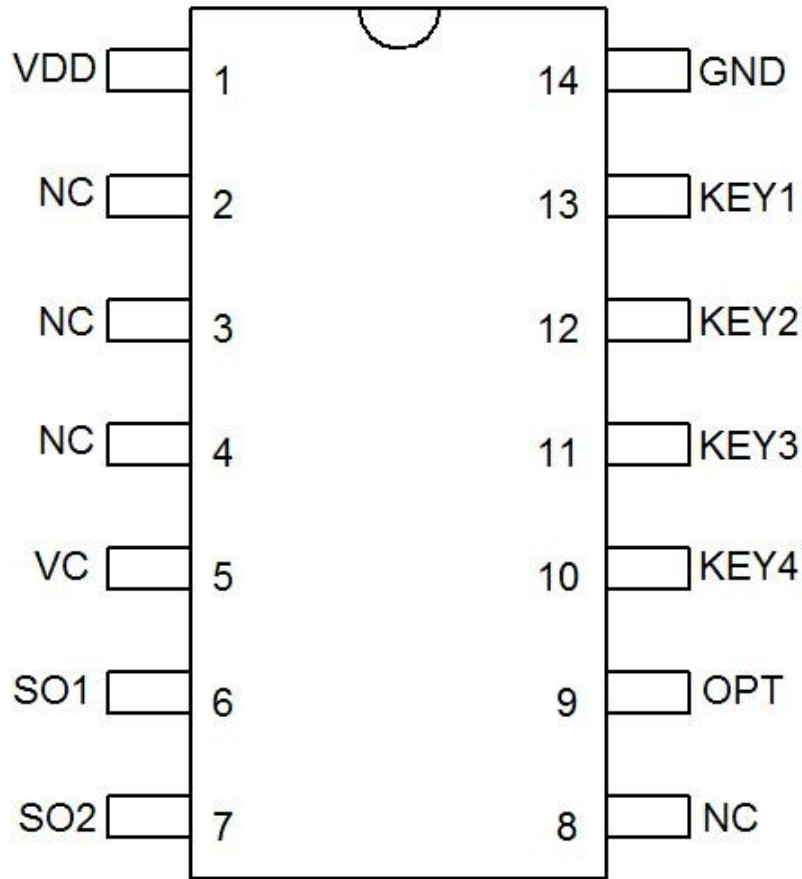 VDD 1 14 GND
NC 2 13 KEY1
NC 3 12 KEY2
NC 4 11 KEY3
VC 5 10 KEY4
SO1 6 9 OPT
SO2 7 8 NC